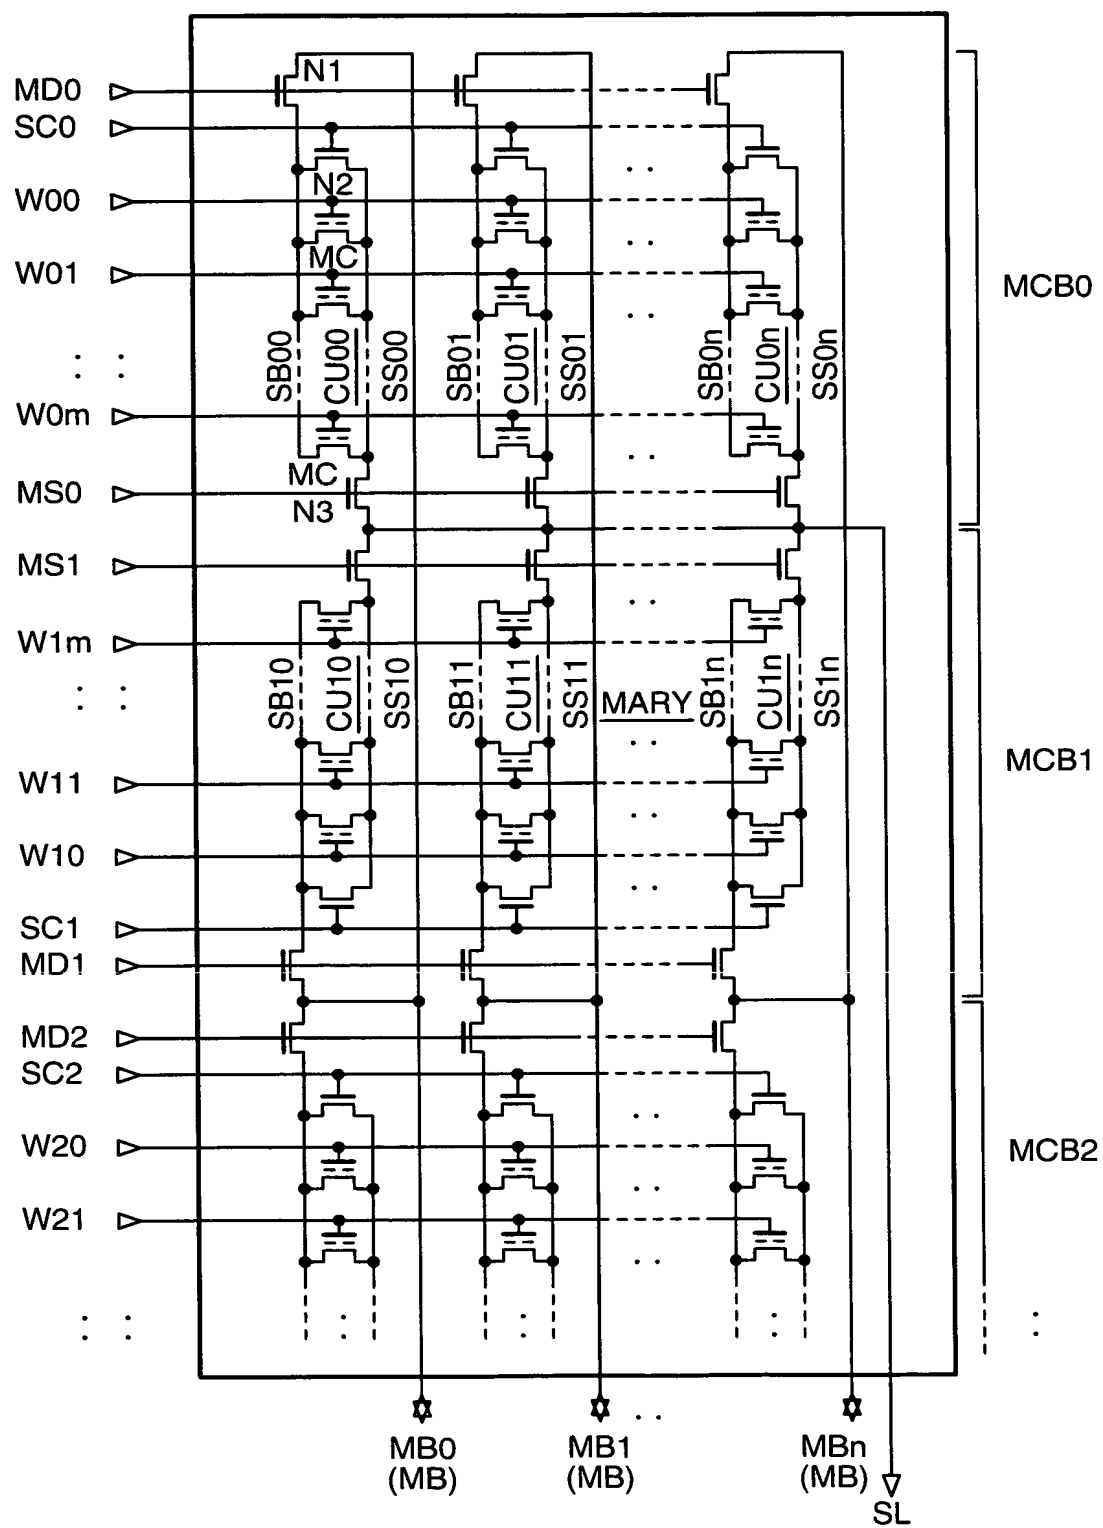 MD0
N1
SC0
N2
W00
MC
W01
MCB0
SB00
CU00
SS00
SB01
CU01
SS01
SB0n
CU0n
SS0n
: :
W0m
MC
MS0
N3
MS1
W1m
SB10
CU10
SS10
SB11
CU11
SS11
MARY
SB1n
CU1n
SS1n
: :
W11
MCB1
W10
SC1
MD1
MD2
SC2
W20
MCB2
W21
: :
MB0
(MB)
MB1
(MB)
MBn
(MB)
SL